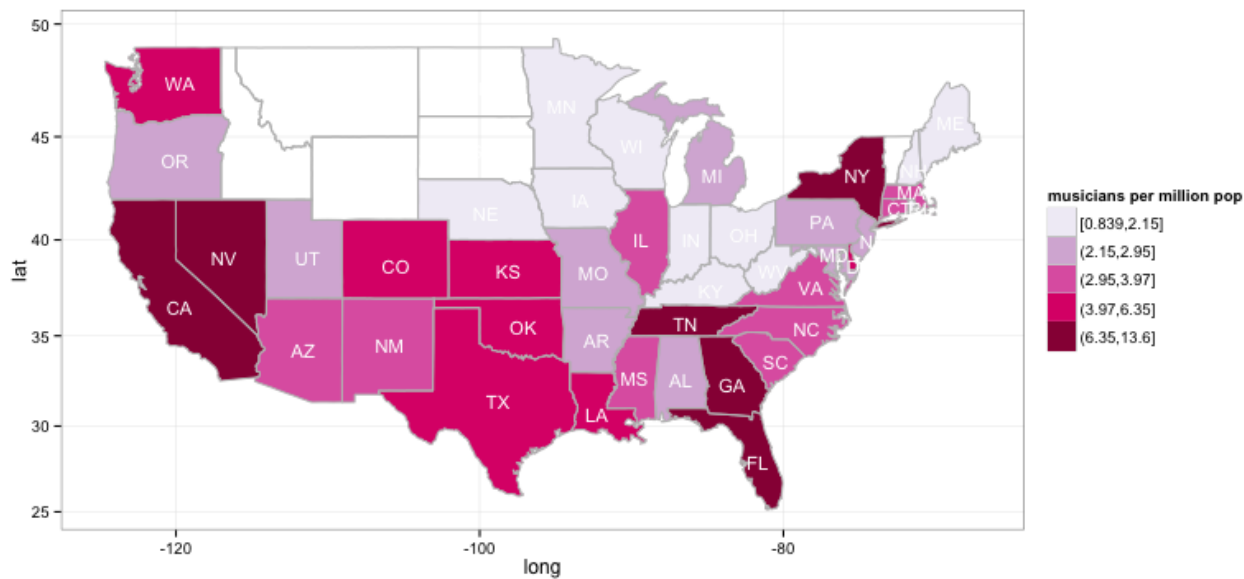 50
45
40
35
30
25
lat
-120
-100
-80
long
WA
OR
CA
NV
UT
AZ
CO
NM
NE
KS
OK
TX
MN
IA
MO
AR
LA
WI
IL
MS
MI
IN
OH
KY
TN
AL
GA
FL
WV
VA
NC
SC
PA
NY
MD
ME
NH
MA
CT
musicians per million pop
[0.839,2.15]
(2.15,2.95]
(2.95,3.97]
(3.97,6.35]
(6.35,13.6]